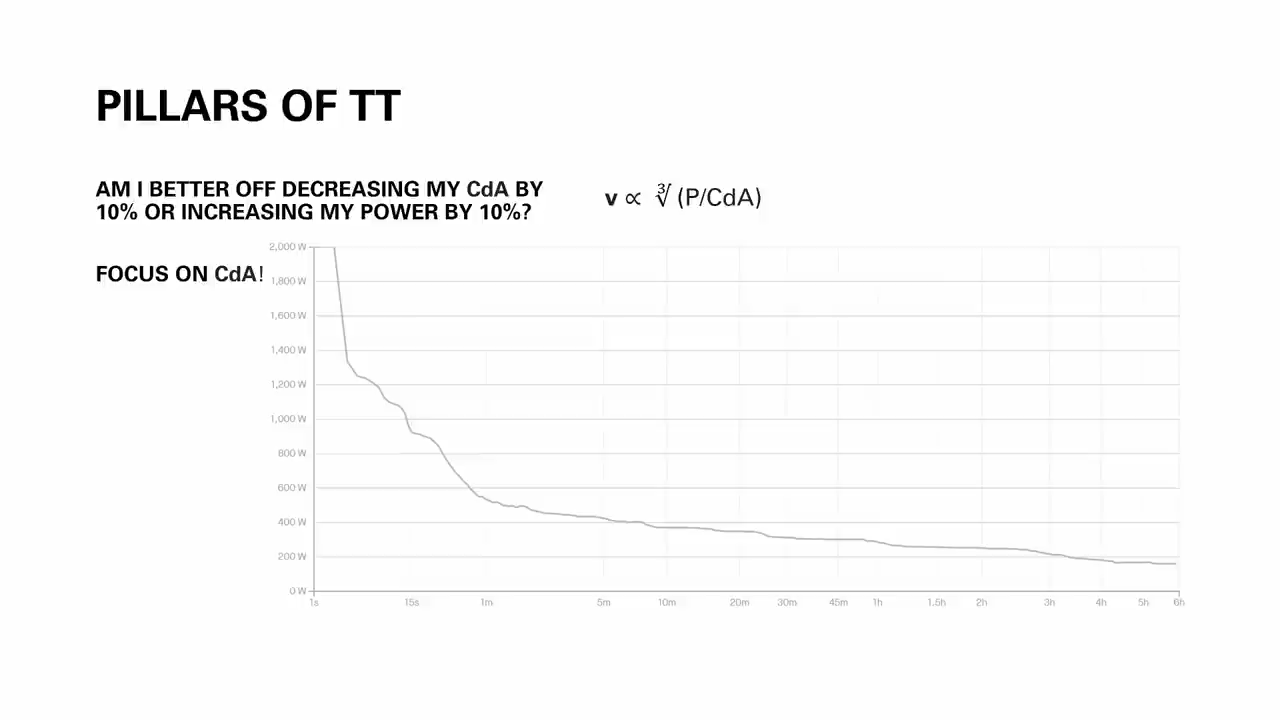 PILLARS OF TT
AM I BETTER OFF DECREASING MY CdA BY
10% OR INCREASING MY POWER BY 10%?
v ∝ ∛(P/CdA)
FOCUS ON CdA!
2,000 W
1,800 W
1,600 W
1,400 W
1,200 W
1,000 W
800 W
600 W
400 W
200 W
0 W
1s 15s 1m 5m 10m 20m 30m 45m 1h 1.5h 2h 3h 4h 5h 6h